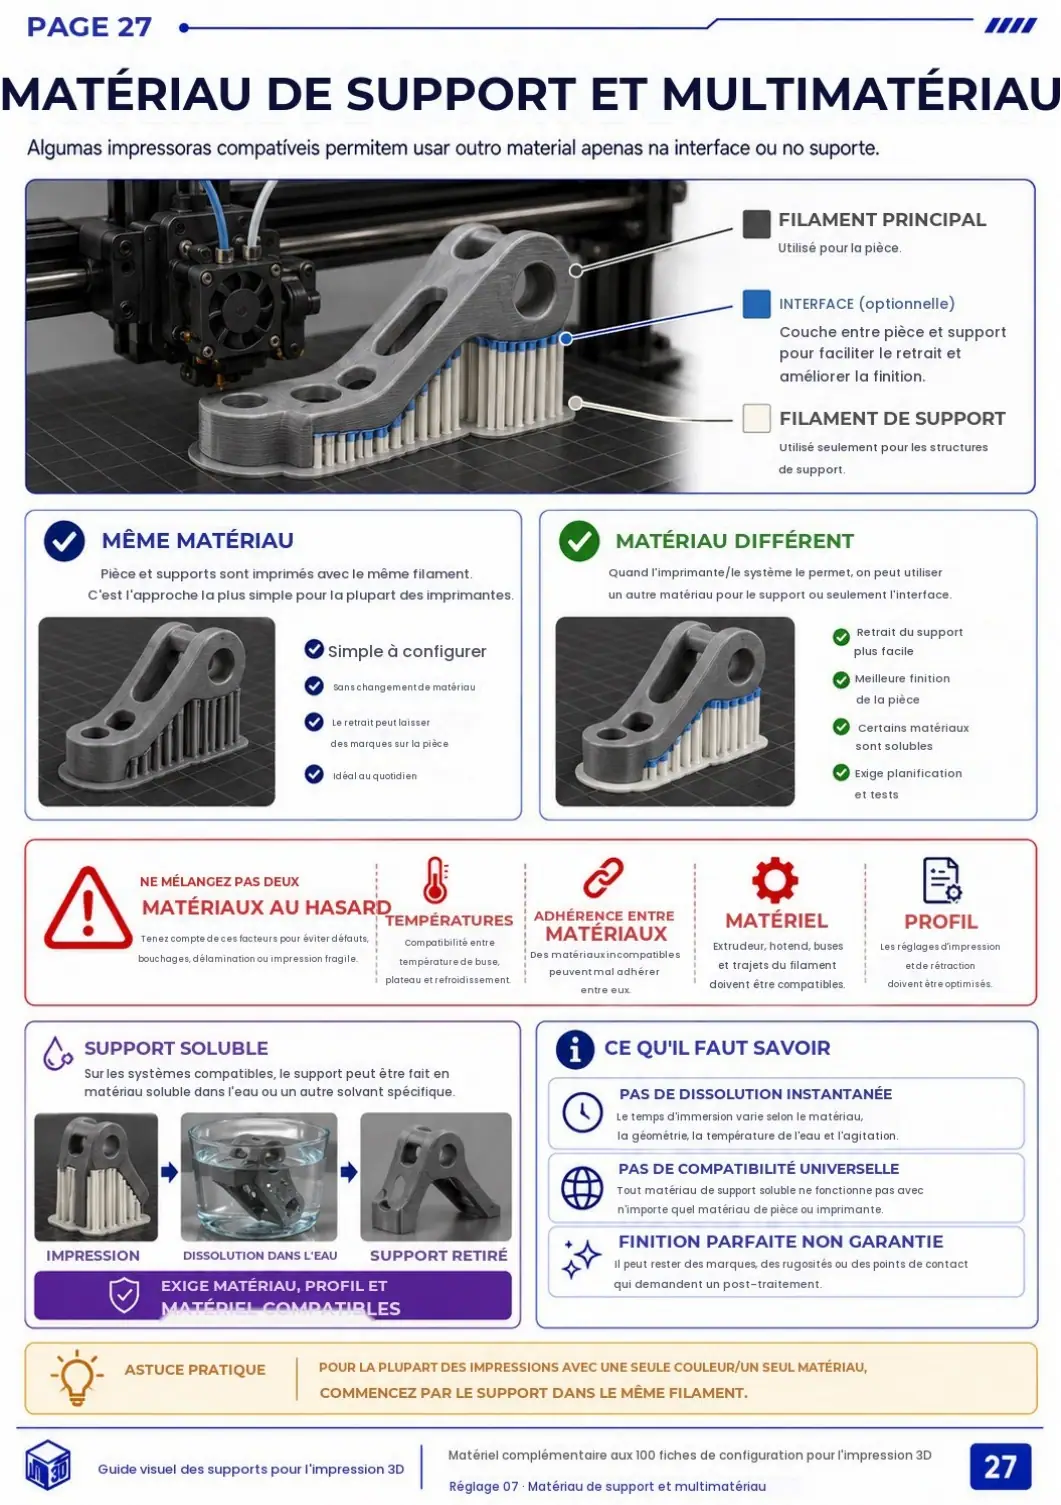 PAGE 27
MATÉRIAU DE SUPPORT ET MULTIMATÉRIAU
Algumas impressoras compatíveis permitem usar outro material apenas na interface ou no suporte.
FILAMENT PRINCIPAL
Utilisé pour la pièce.
INTERFACE (optionnelle)
Couche entre pièce et support
pour faciliter le retrait et
améliorer la finition.
FILAMENT DE SUPPORT
Utilisé seulement pour les structures
de support.
MÊME MATÉRIAU
Pièce et supports sont imprimés avec le même filament.
C'est l'approche la plus simple pour la plupart des imprimantes.
Simple à configurer
Sans changement de matériau
Le retrait peut laisser
des marques sur la pièce
Idéal au quotidien
MATÉRIAU DIFFÉRENT
Quand l'imprimante/le système le permet, on peut utiliser
un autre matériau pour le support ou seulement l'interface.
Retrait du support
plus facile
Meilleure finition
de la pièce
Certains matériaux
sont solubles
Exige planification
et tests
NE MÉLANGEZ PAS DEUX
MATÉRIAUX AU HASARD
Tenez compte de ces facteurs pour éviter défauts,
bouchages, délamination ou impression fragile.
TEMPÉRATURES
Compatibilité entre
température de buse,
plateau et refroidissement.
ADHÉRENCE ENTRE
MATÉRIAUX
Des matériaux incompatibles
peuvent mal adhérer
entre eux.
MATÉRIEL
Extrudeur, hotend, buses
et trajets du filament
doivent être compatibles.
PROFIL
Les réglages d'impression
et de rétraction
doivent être optimisés.
SUPPORT SOLUBLE
Sur les systèmes compatibles, le support peut être fait en
matériau soluble dans l'eau ou un autre solvant spécifique.
IMPRESSION
DISSOLUTION DANS L'EAU
SUPPORT RETIRÉ
EXIGE MATÉRIAU, PROFIL ET
MATÉRIEL COMPATIBLES
CE QU'IL FAUT SAVOIR
PAS DE DISSOLUTION INSTANTANÉE
Le temps d'immersion varie selon le matériau,
la géométrie, la température de l'eau et l'agitation.
PAS DE COMPATIBILITÉ UNIVERSELLE
Tout matériau de support soluble ne fonctionne pas avec
n'importe quel matériau de pièce ou imprimante.
FINITION PARFAITE NON GARANTIE
Il peut rester des marques, des rugosités ou des points de contact
qui demandent un post-traitement.
ASTUCE PRATIQUE
POUR LA PLUPART DES IMPRESSIONS AVEC UNE SEULE COULEUR/UN SEUL MATÉRIAU,
COMMENCEZ PAR LE SUPPORT DANS LE MÊME FILAMENT.
3D
Guide visuel des supports pour l'impression 3D
Matériel complémentaire aux 100 fiches de configuration pour l'impression 3D
Réglage 07 · Matériau de support et multimatériau
27